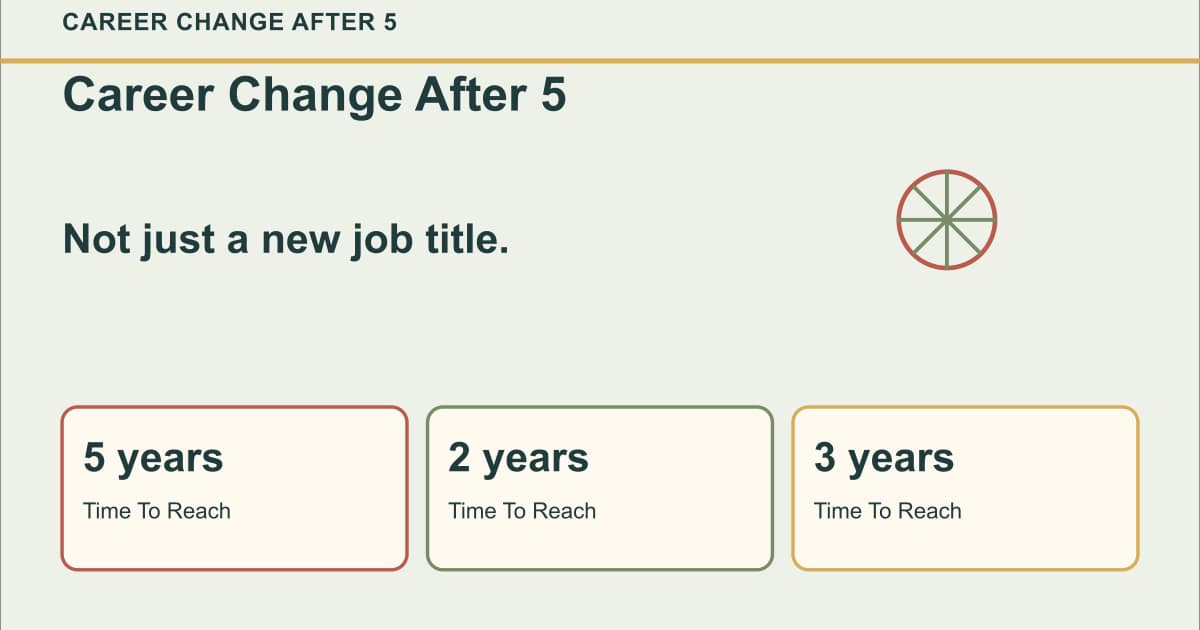 CAREER CHANGE AFTER 5
Career Change After 5
Not just a new job title.
5 years
Time To Reach
2 years
Time To Reach
3 years
Time To Reach